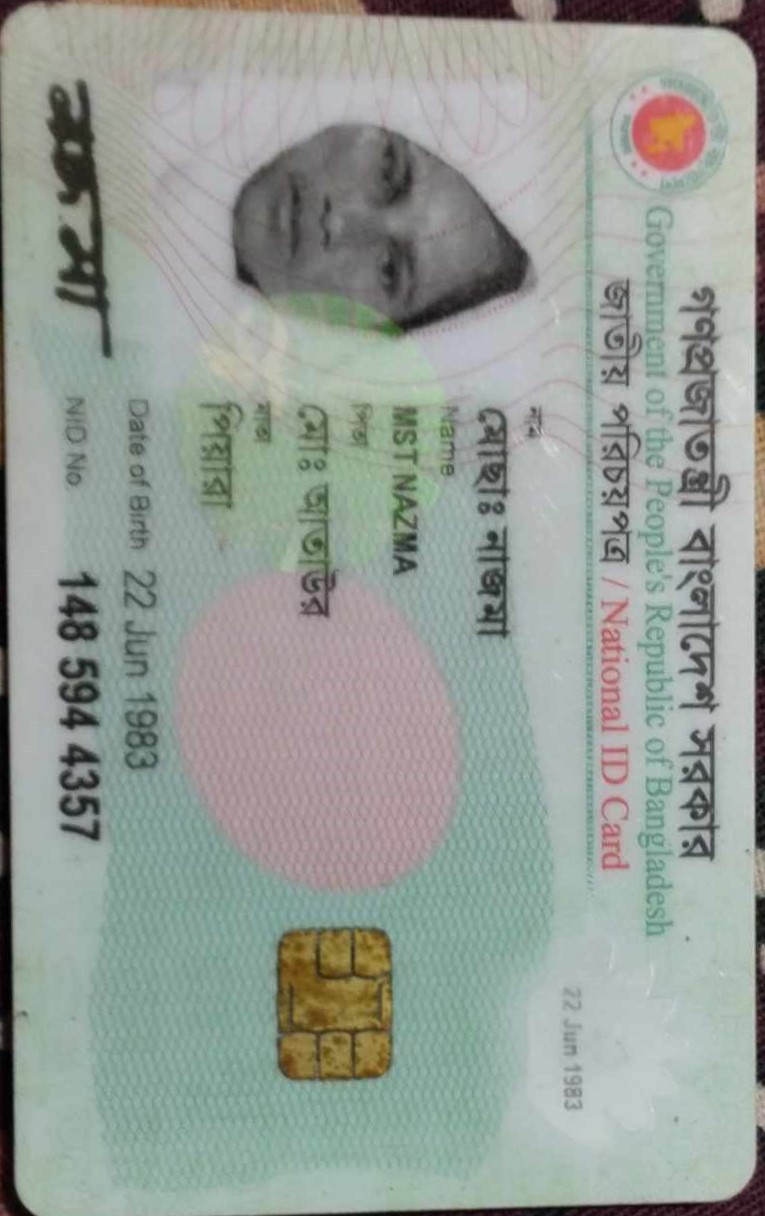 গণপ্রজাতন্ত্রী বাংলাদেশ সরকার
Government of the People's Republic of Bangladesh
জাতীয় পরিচয়পত্র / National ID Card
22 Jun 1983
নাম
মোছাঃ নাজমা
Name
MST NAZMA
পিতা
মোঃ আতাউর
মাতা
পিয়ারা
Date of Birth 22 Jun 1983
NID No. 148 594 4357